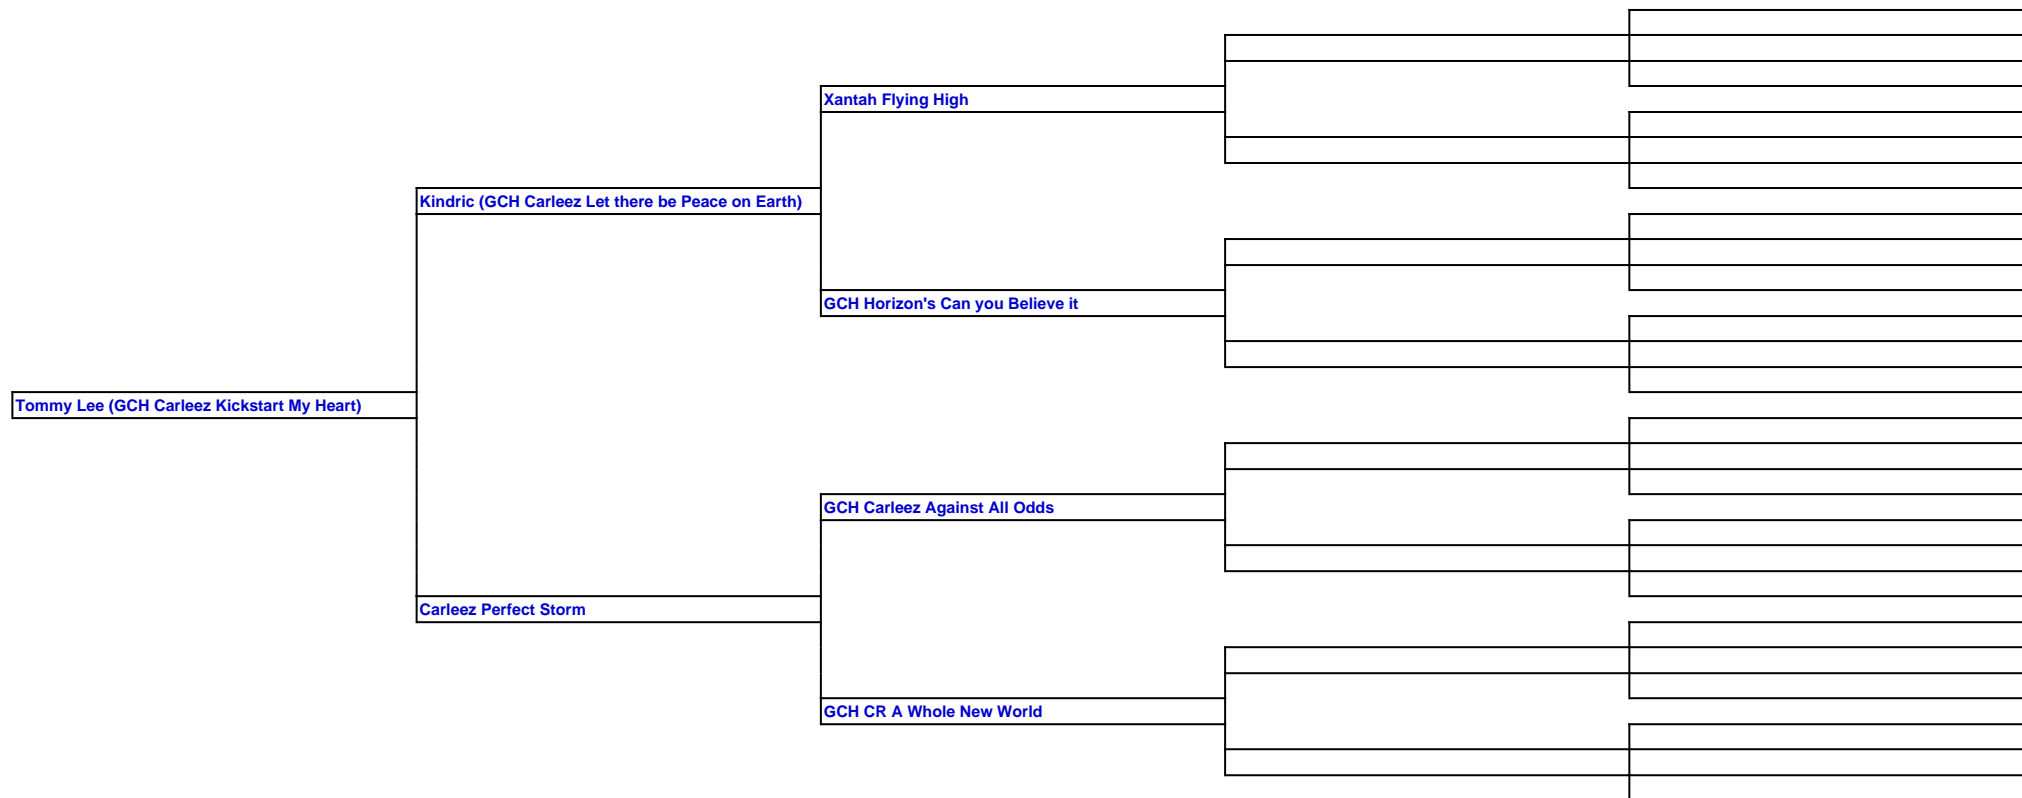 Xantah Flying High
Kindric (GCH Carleez Let there be Peace on Earth)
GCH Horizon's Can you Believe it
Tommy Lee (GCH Carleez Kickstart My Heart)
GCH Carleez Against All Odds
Carleez Perfect Storm
GCH CR A Whole New World